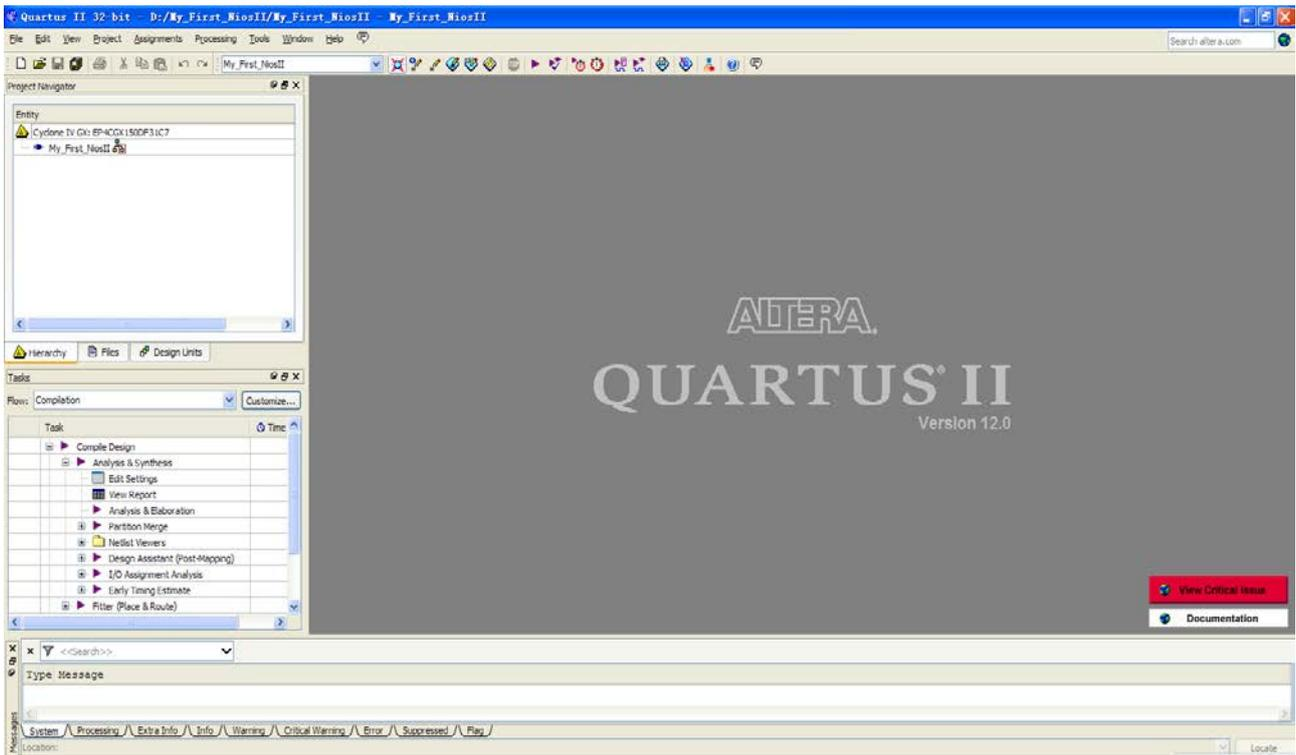 Quartus II 32-bit - D:/My_First_NiosII/My_First_NiosII - My_First_NiosII
File Edit View Project Assignments Processing Tools Window Help
Search altera.com
My_First_NiosII
Project Navigator
Entity
Cyclone IV GX: EP4CGX150DF31C7
My_First_NiosII
Hierarchy Files Design Units
Tasks
Flow: Compilation Customize...
Task Time
Compile Design
Analysis & Synthesis
Edit Settings
View Report
Analysis & Elaboration
Partition Merge
Netlist Viewers
Design Assistant (Post-Mapping)
I/O Assignment Analysis
Early Timing Estimate
Fitter (Place & Route)
ALTERA.
QUARTUS® II
Version 12.0
View Critical Issue
Documentation
<<Search>>
Type Message
System Processing Extra Info Info Warning Critical Warning Error Suppressed Flag
Messages
Location: Locate